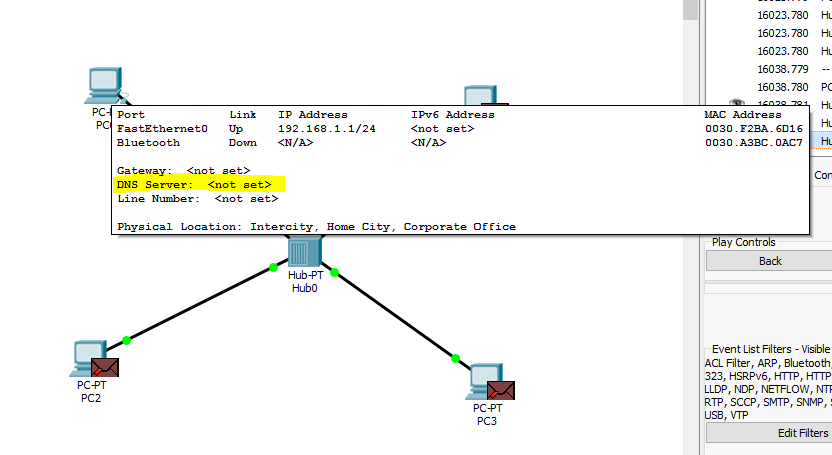 16023.780 Hu
16023.780 Hu
16023.780 Hu
16038.779 --
16038.780 PC
16038.781 Hu
Hu
Hu
PC-
PC0
Port Link IP Address IPv6 Address MAC Address
FastEthernet0 Up 192.168.1.1/24 <not set> 0030.F2BA.6D16
Bluetooth Down <N/A> <N/A> 0030.A3BC.0AC7
Gateway: <not set>
DNS Server: <not set>
Line Number: <not set>
Physical Location: Intercity, Home City, Corporate Office
Hub-PT
Hub0
PC-PT
PC2
PC-PT
PC3
Con
Play Controls
Back
Event List Filters - Visible
ACL Filter, ARP, Bluetooth,
323, HSRPv6, HTTP, HTTP
LLDP, NDP, NETFLOW, NTP
RTP, SCCP, SMTP, SNMP, S
USB, VTP
Edit Filters